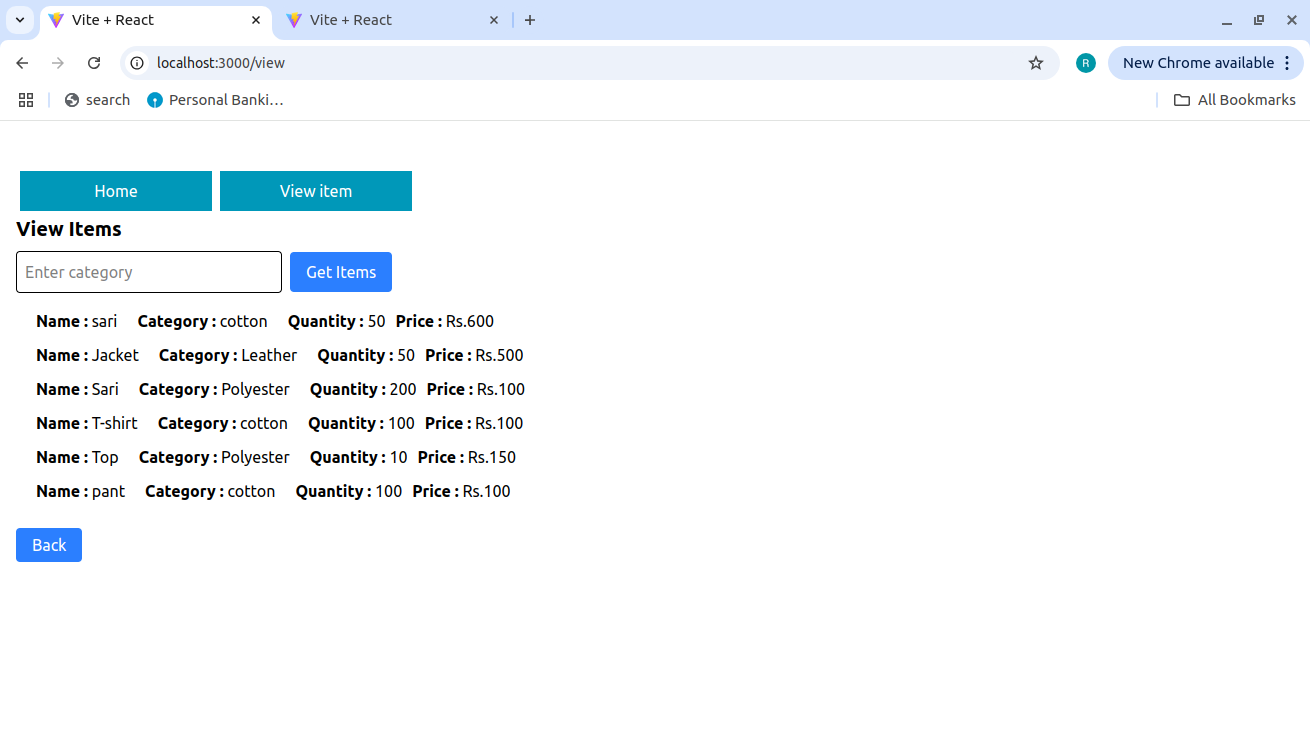 Vite + React Vite + React
localhost:3000/view R New Chrome available
search Personal Banki... All Bookmarks
Home View item
View Items
Enter category Get Items
Name : sari Category : cotton Quantity : 50 Price : Rs.600
Name : Jacket Category : Leather Quantity : 50 Price : Rs.500
Name : Sari Category : Polyester Quantity : 200 Price : Rs.100
Name : T-shirt Category : cotton Quantity : 100 Price : Rs.100
Name : Top Category : Polyester Quantity : 10 Price : Rs.150
Name : pant Category : cotton Quantity : 100 Price : Rs.100
Back